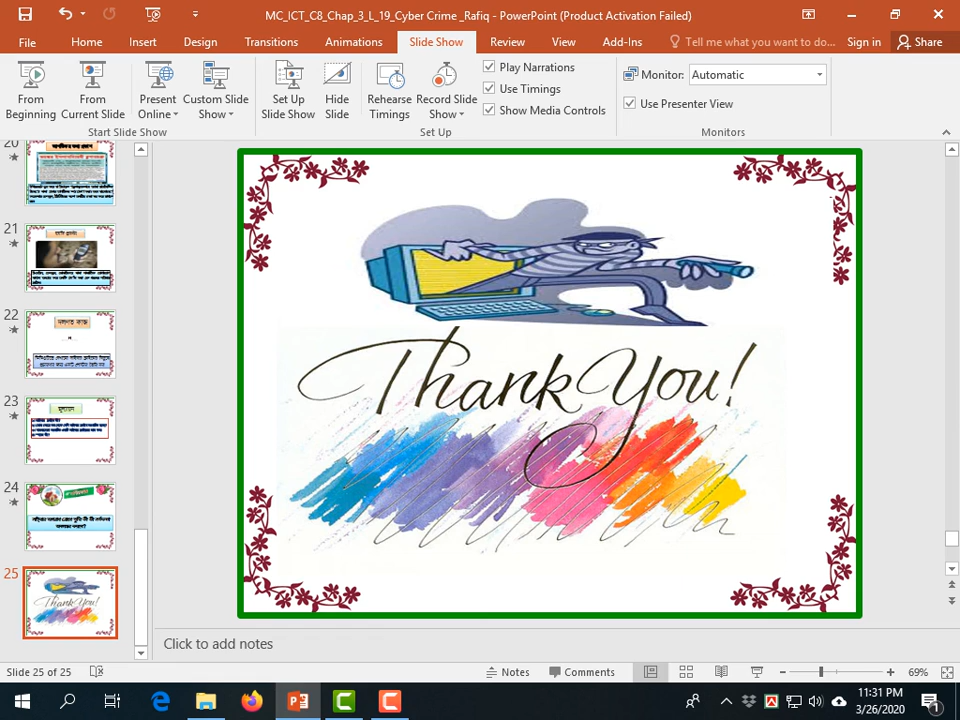 MC_ICT_C8_Chap_3_L_19_Cyber Crime _Rafiq - PowerPoint (Product Activation Failed)
File Home Insert Design Transitions Animations Slide Show Review View Add-Ins Tell me what you want to do... Sign in Share
From Beginning
From Current Slide
Present Online
Custom Slide Show
Set Up Slide Show
Hide Slide
Rehearse Timings
Record Slide Show
Play Narrations
Use Timings
Show Media Controls
Monitor: Automatic
Use Presenter View
Start Slide Show Set Up Monitors
20
21
22
দলগত কাজ
23
মূল্যায়ন
24
25
Thank You!
Thank You!
Click to add notes
Slide 25 of 25 Notes Comments 69%
11:31 PM
3/26/2020
1